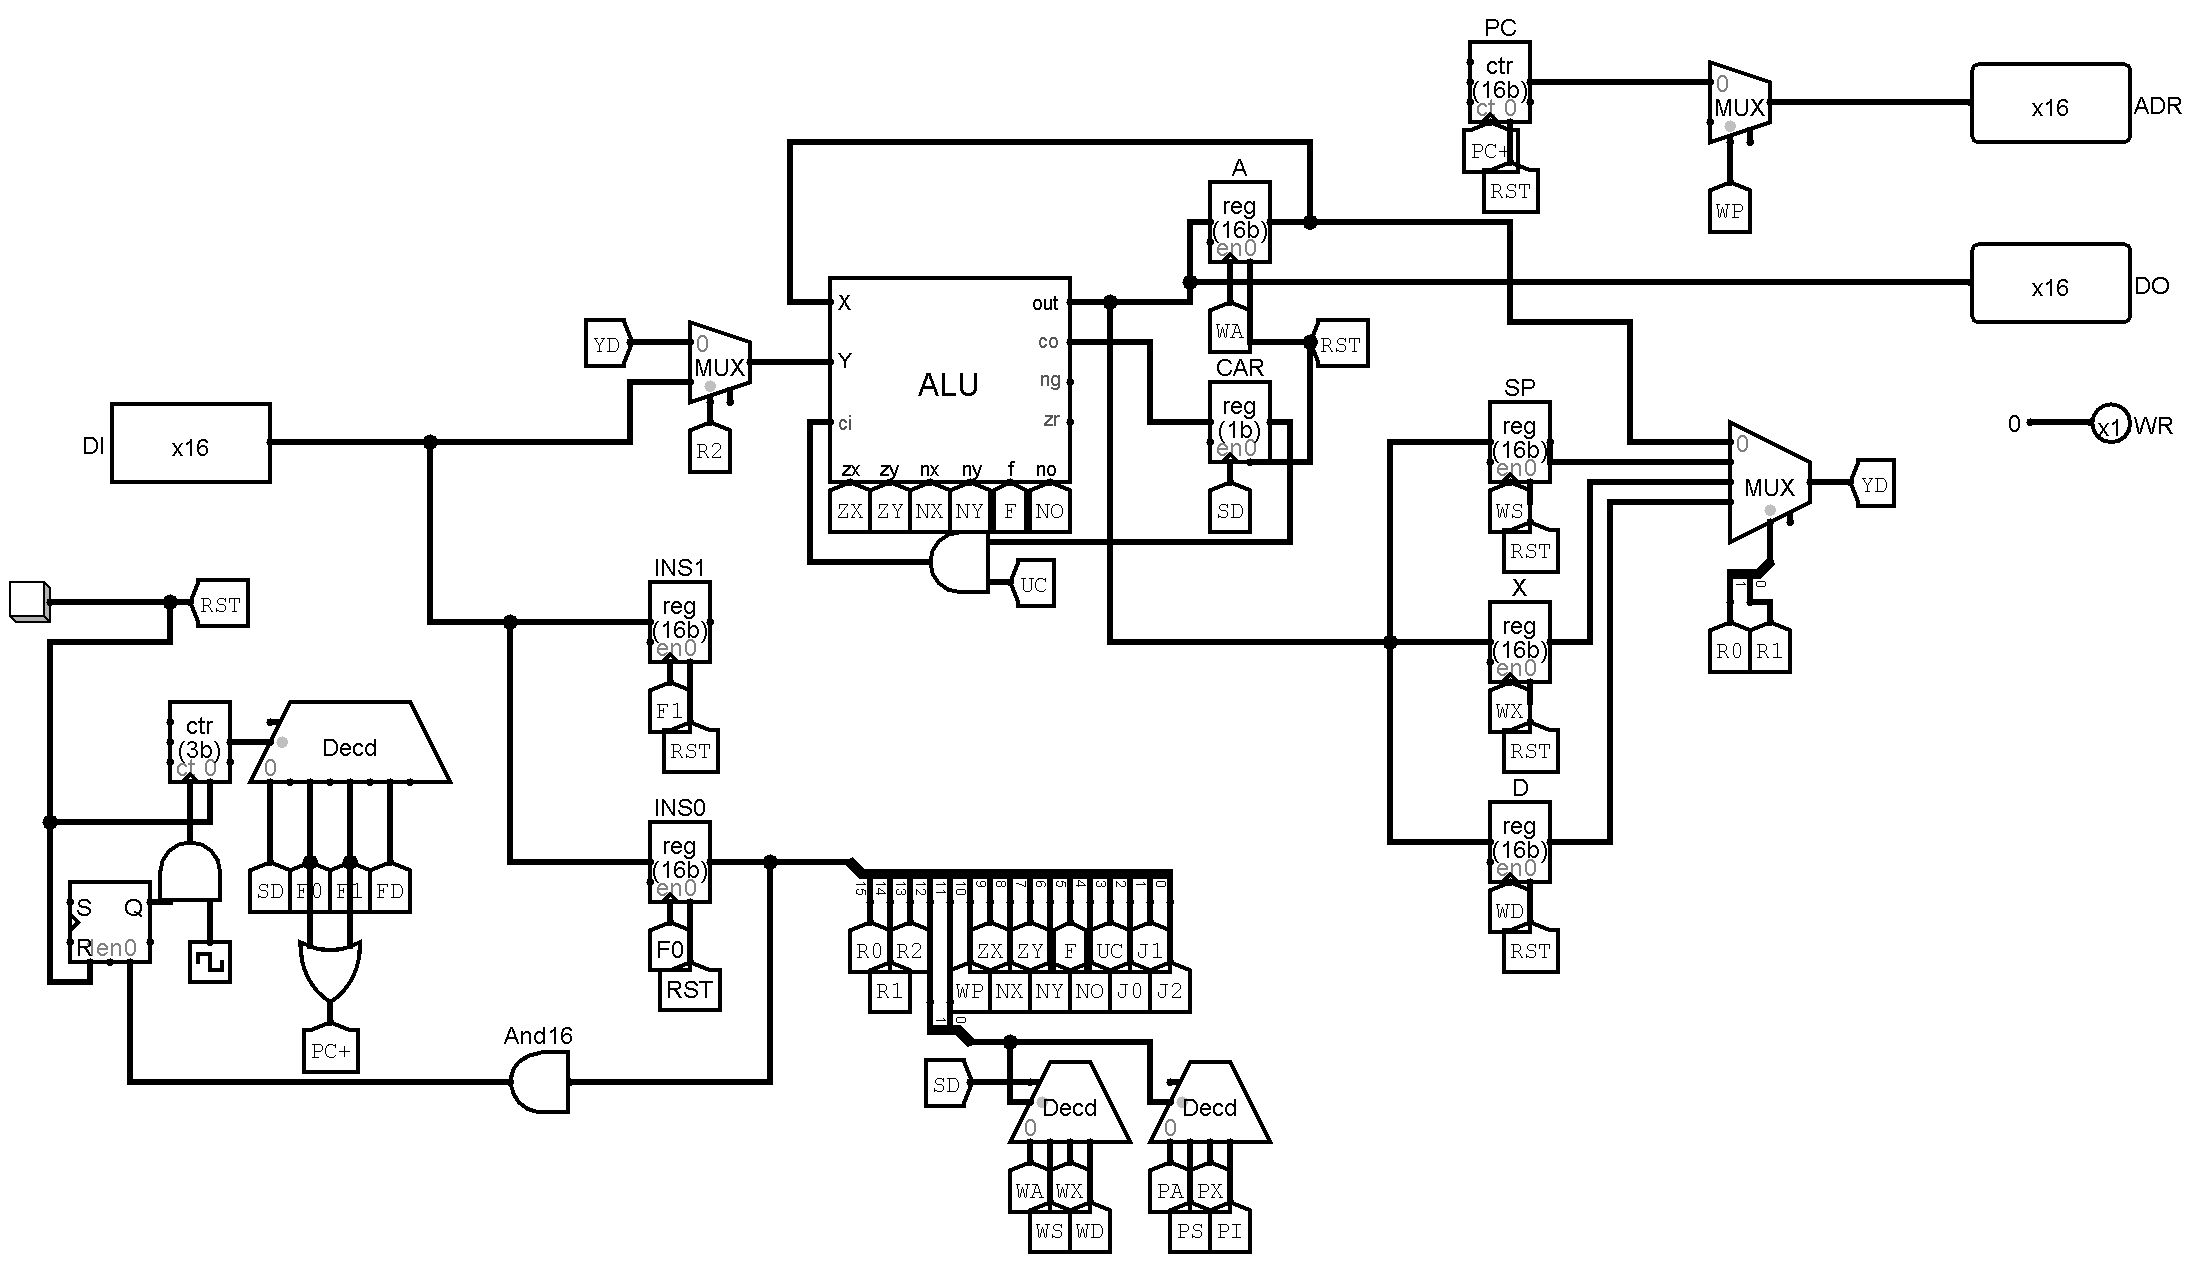 PC
ctr
(16b)
ct 0
PC+
RST
0
MUX
WP
x16
ADR
A
reg
(16b)
en0
WA
RST
x16
DO
X
out
Y
co
ng
ci
zr
ALU
zx zy nx ny f no
ZX ZY NX NY F NO
YD
0
MUX
R2
CAR
reg
(1b)
en0
SD
UC
DI
x16
SP
reg
(16b)
en0
WS
RST
0
MUX
YD
1 0
R0 R1
0
x1
WR
X
reg
(16b)
en0
WX
RST
D
reg
(16b)
en0
WD
RST
INS1
reg
(16b)
en0
F1
RST
RST
ctr
(3b)
ct 0
Decd
0
SD F0 F1 FD
S Q
R en0
PC+
INS0
reg
(16b)
en0
F0
RST
15 14 13 12 11 10 9 8 7 6 5 4 3 2 1 0
R0 R2 ZX ZY F UC J1
R1 WP NX NY NO J0 J2
1 0
And16
SD
Decd
0
WA WX
WS WD
Decd
0
PA PX
PS PI